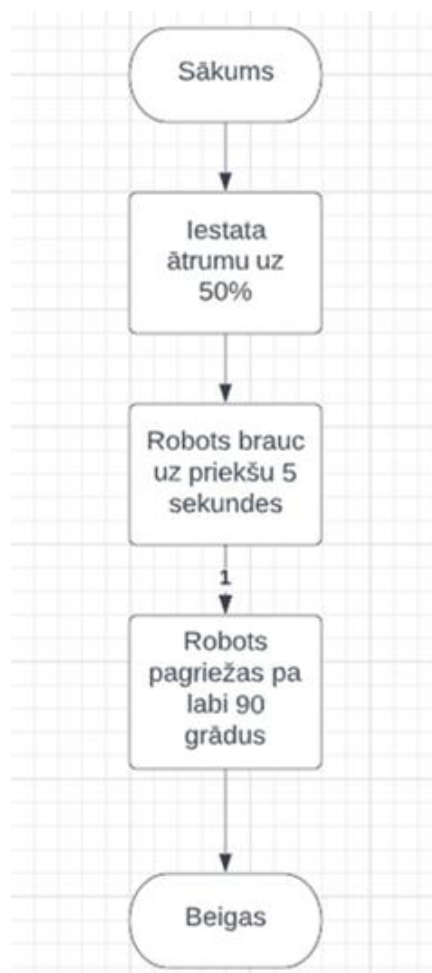 Sākums
Iestata
ātrumu uz
50%
Robots brauc
uz priekšu 5
sekundes
1
Robots
pagriežas pa
labi 90
grādus
Beigas